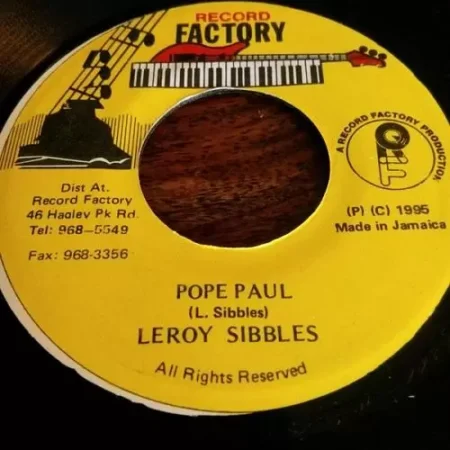 RECORD
FACTORY
A RECORD FACTORY PRODUCTION
Dist At.
Record Factory
46 Hagley Pk Rd.
Tel: 968-5549
Fax: 968-3356
(P) (C) 1995
Made in Jamaica
POPE PAUL
(L. Sibbles)
LEROY SIBBLES
All Rights Reserved